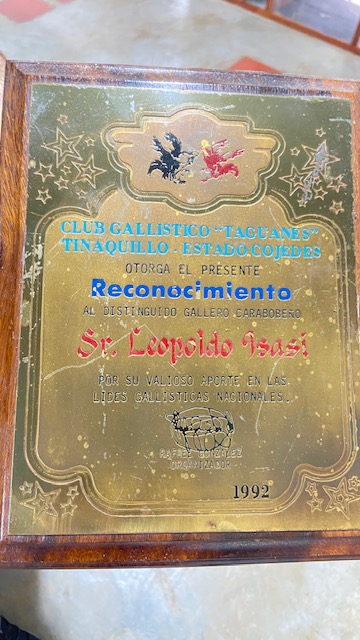 CLUB GALLISTICO "TAGUANES"
TINAQUILLO - ESTADO COJEDES
OTORGA EL PRESENTE
Reconocimiento
AL DISTINGUIDO GALLERO CARABOBEÑO
Sr. Leopoldo Isasi
POR SU VALIOSO APORTE EN LAS
LIDES GALLISTICAS NACIONALES.
RAFAEL GONZALEZ
ORGANIZADOR
1992